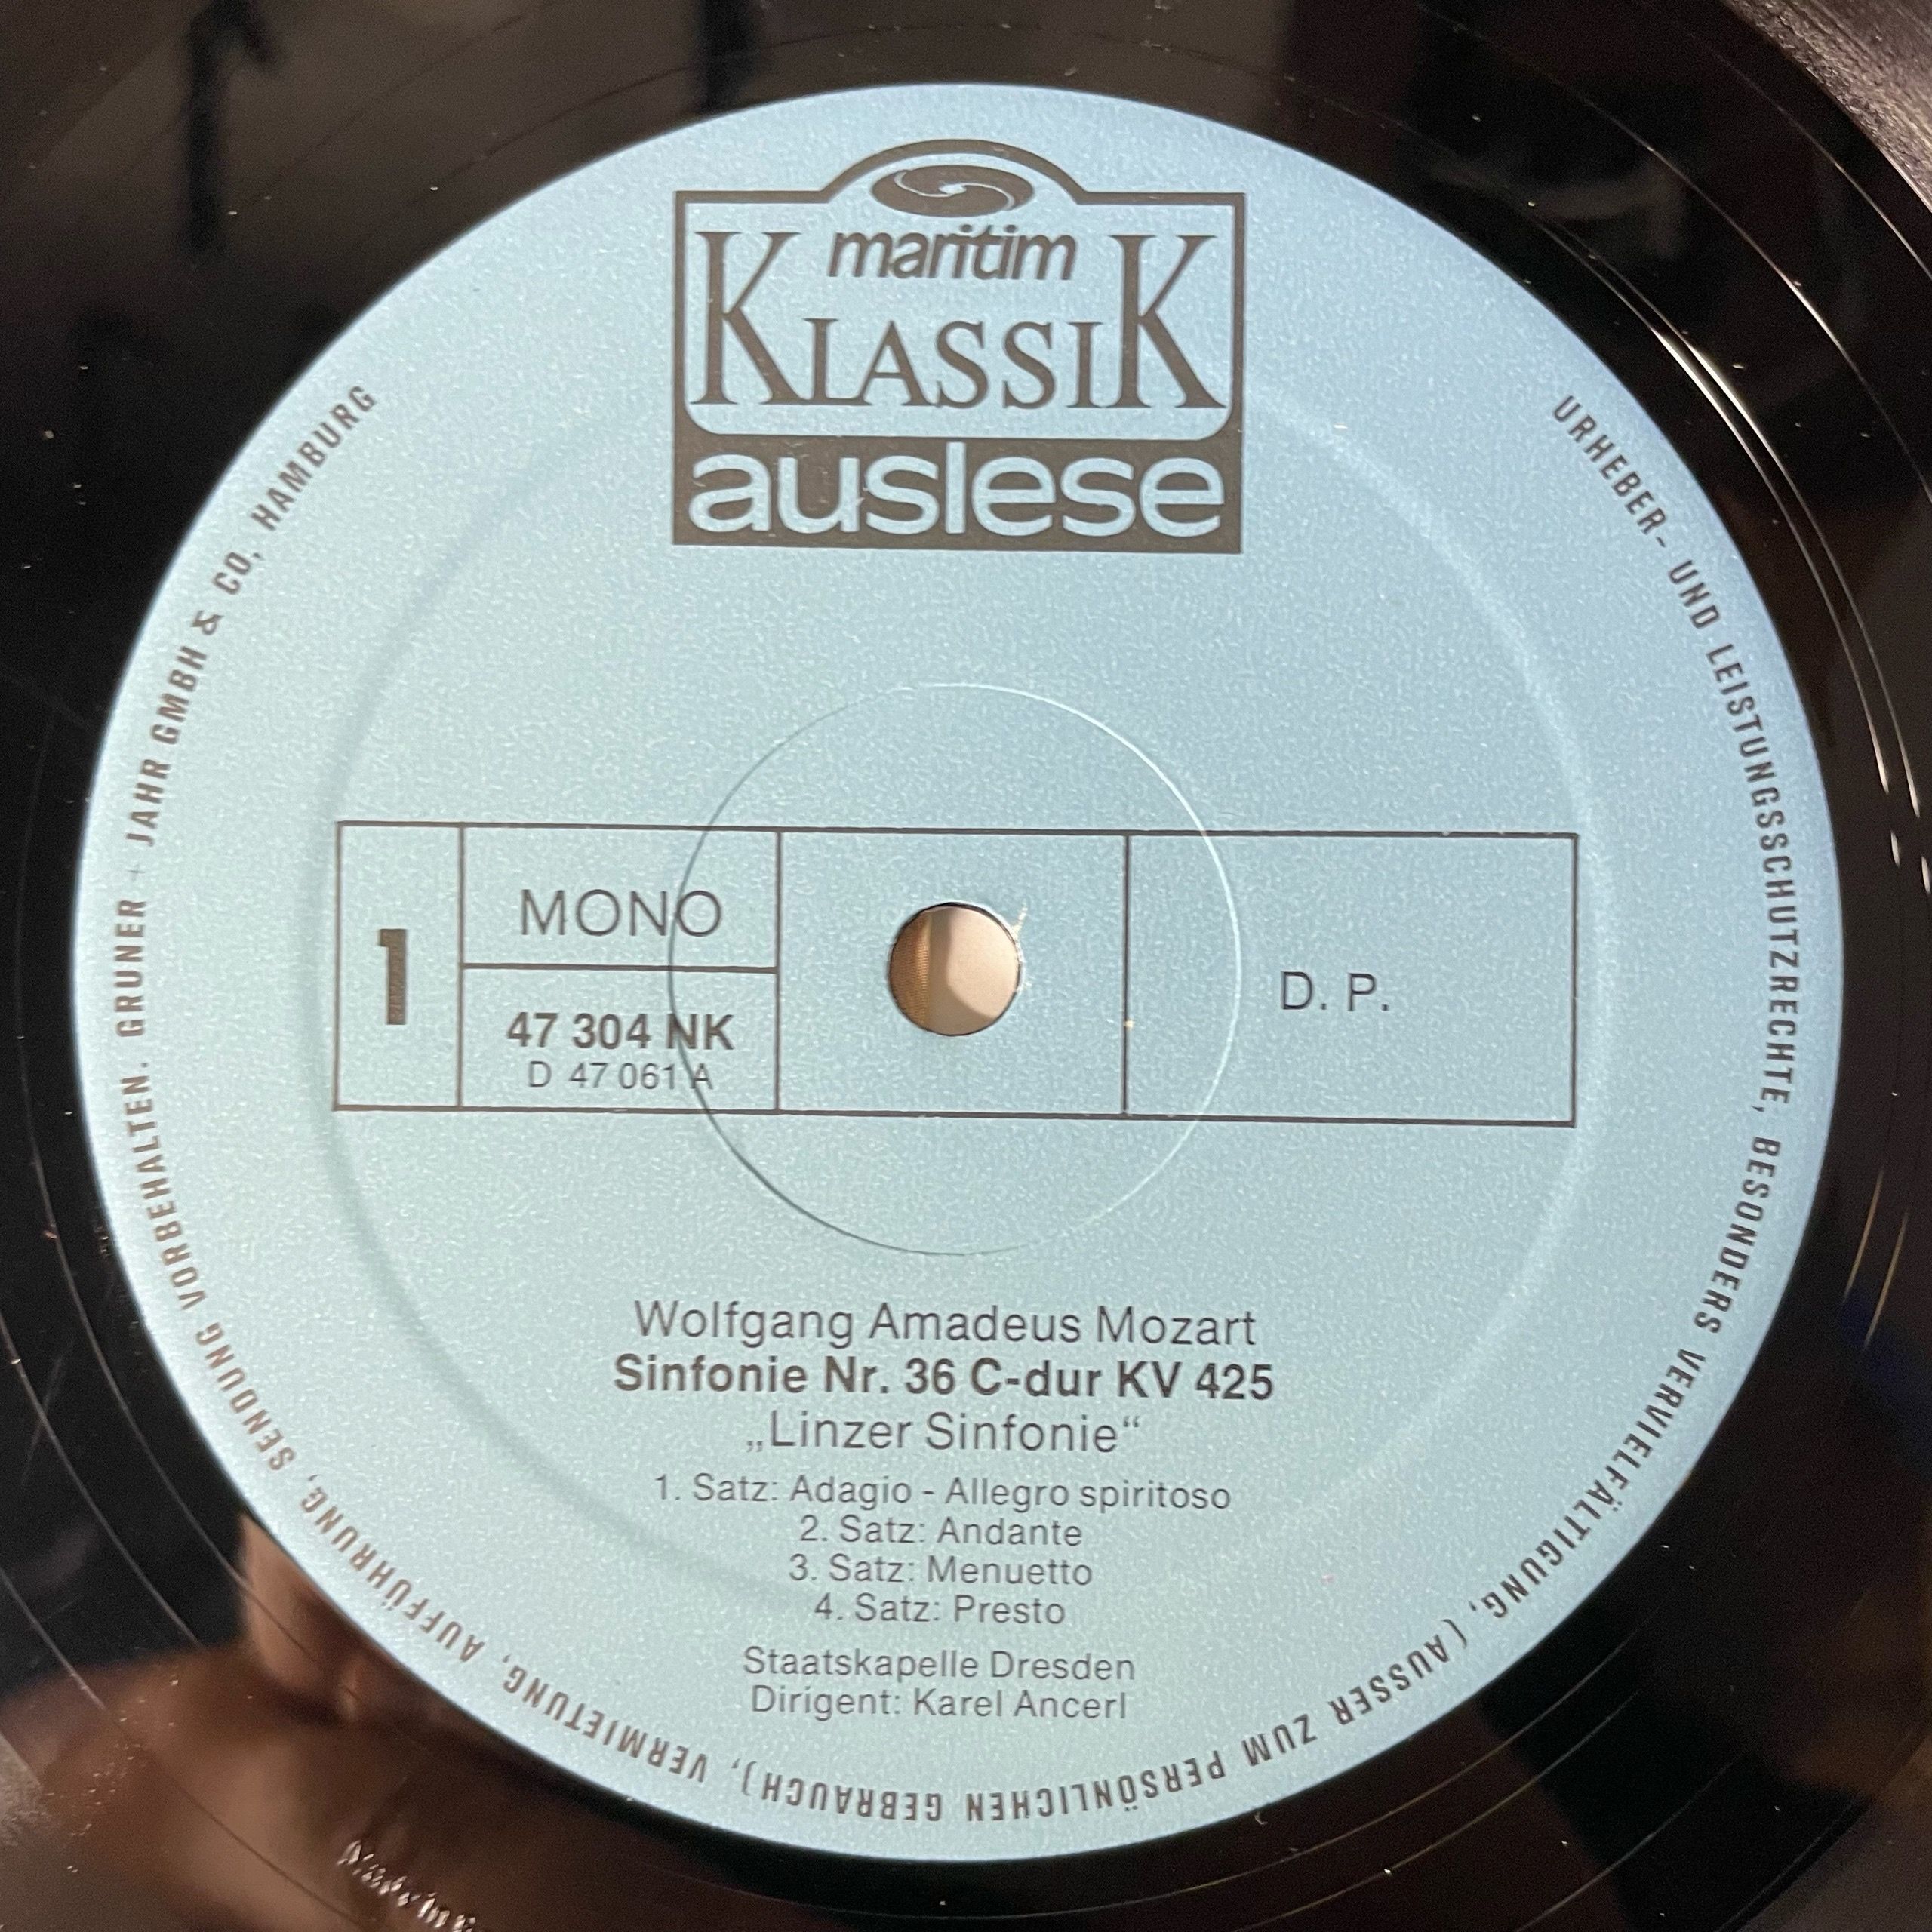 maritim
KLASSIK
auslese
1
MONO
47 304 NK
D 47 061 A
D. P.
Wolfgang Amadeus Mozart
Sinfonie Nr. 36 C-dur KV 425
„Linzer Sinfonie“
1. Satz: Adagio - Allegro spiritoso
2. Satz: Andante
3. Satz: Menuetto
4. Satz: Presto
Staatskapelle Dresden
Dirigent: Karel Ancerl
URHEBER- UND LEISTUNGSSCHUTZRECHTE, BESONDERS VERVIELFÄLTIGUNG, (AUSSER ZUM PERSÖNLICHEN GEBRAUCH), VERMIETUNG, AUFFÜHRUNG, SENDUNG VORBEHALTEN. GRUNER + JAHR GMBH & CO, HAMBURG